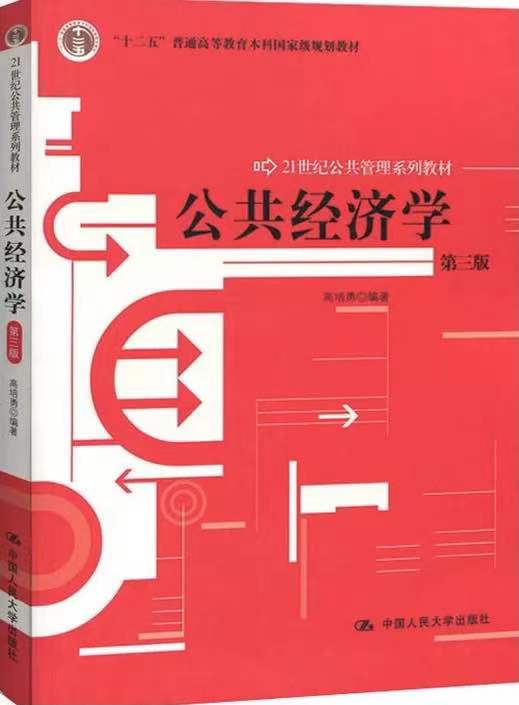 "十二五"普通高等教育本科国家级规划教材
21世纪公共管理系列教材
公共经济学
第三版
高培勇◎编著
中国人民大学出版社
21世纪公共管理系列教材
公共经济学
第三版
高培勇◎编著
中国人民大学出版社